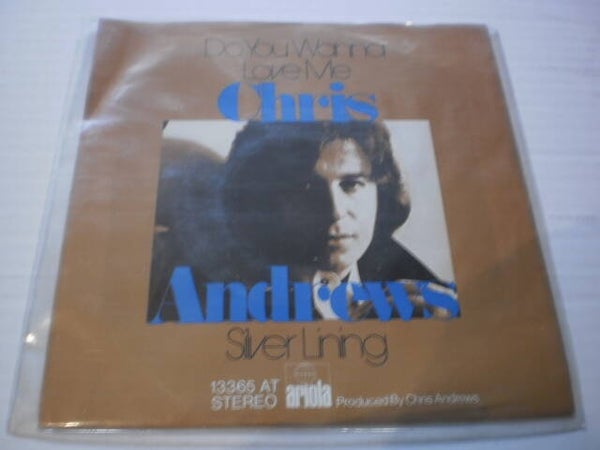 Do You Wanna
Love Me
Chris
Andrews
Silver Lining
13365 AT
STEREO
ariola
Produced By Chris Andrews